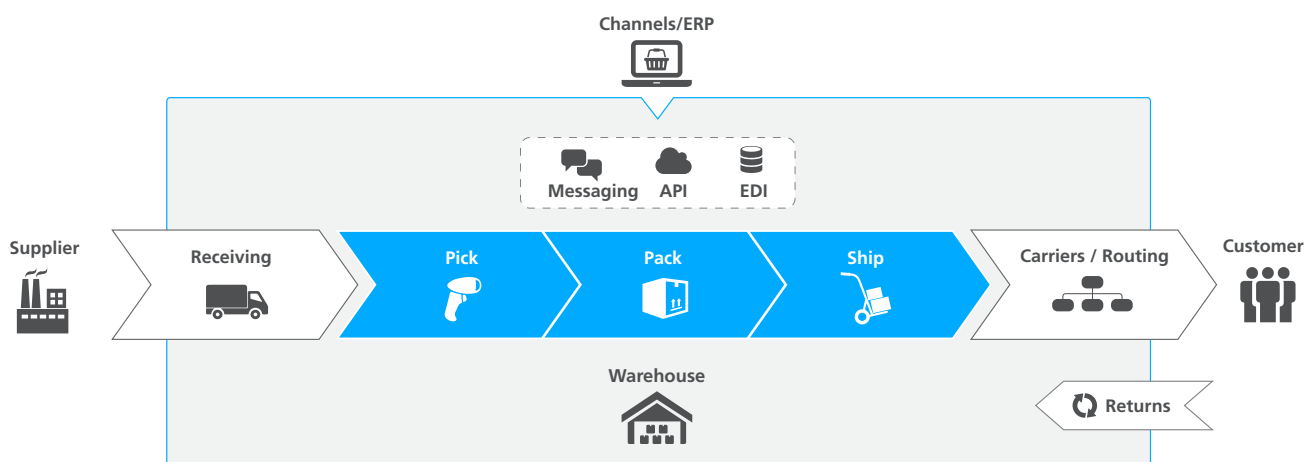 Channels/ERP
Messaging
API
EDI
Supplier
Receiving
Pick
Pack
Ship
Carriers / Routing
Customer
Warehouse
Returns